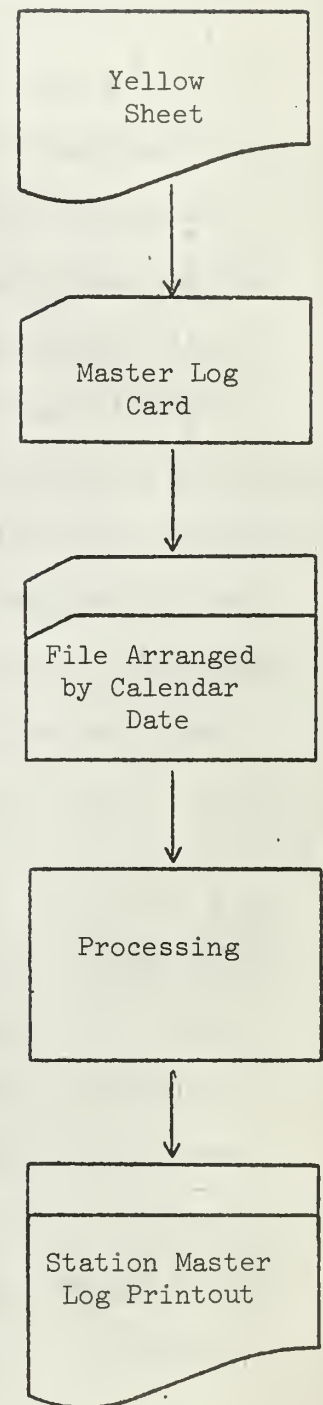 Yellow
Sheet
Master Log
Card
File Arranged
by Calendar
Date
Processing
Station Master
Log Printout